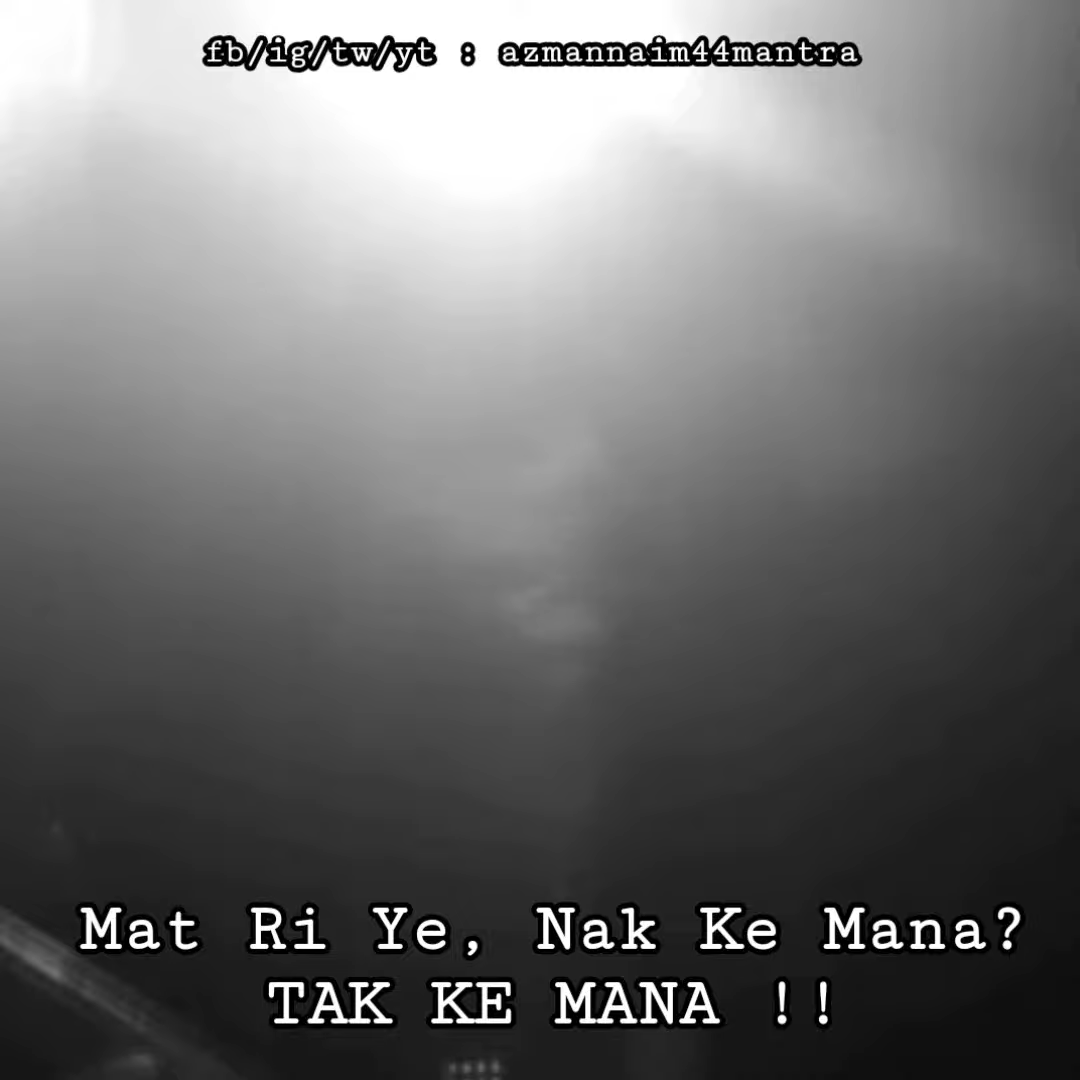 fb/ig/tw/yt : azmannaim44mantra
Mat Ri Ye, Nak Ke Mana?
TAK KE MANA !!